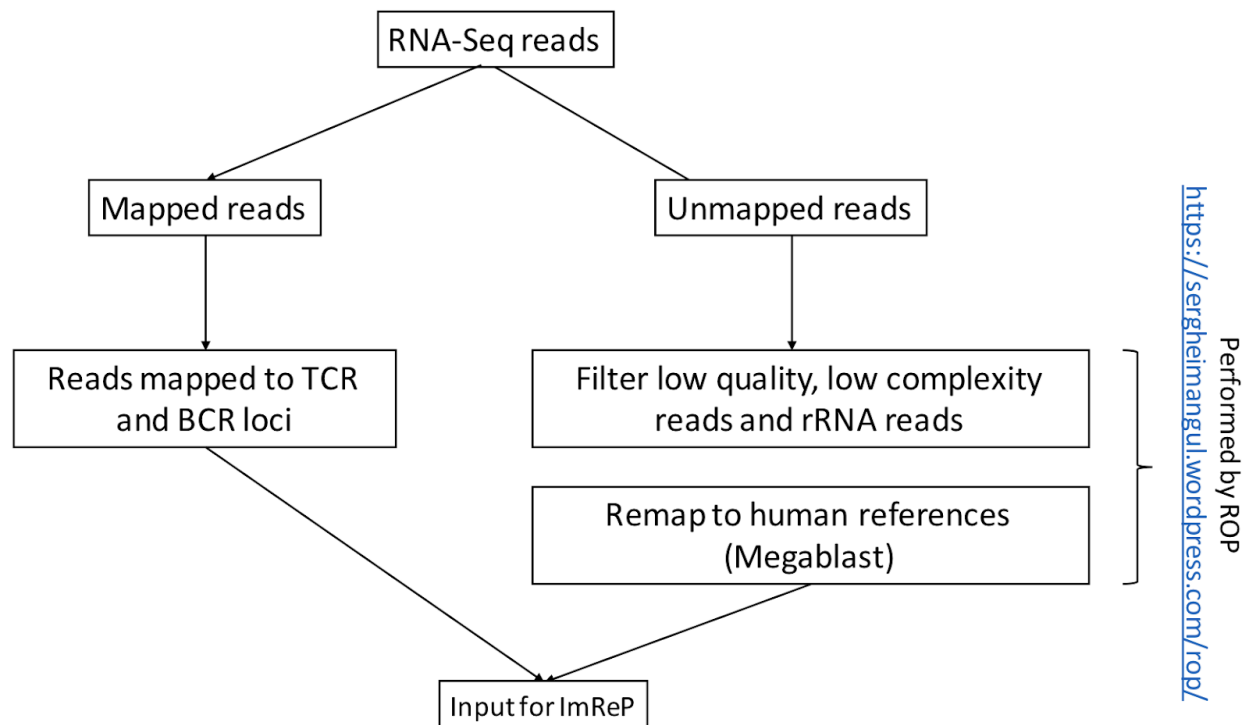 RNA-Seq reads
Mapped reads
Unmapped reads
Reads mapped to TCR
and BCR loci
Filter low quality, low complexity
reads and rRNA reads
Remap to human references
(Megablast)
Input for ImReP
Performed by ROP
https://sergheimangul.wordpress.com/rop/